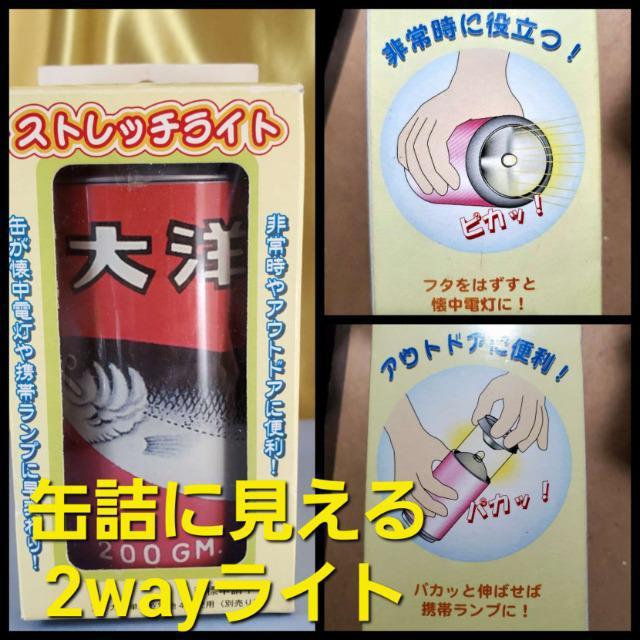 ストレッチライト
缶が懐中電灯や携帯ランプに早変わり!
非常時やアウトドアに便利!
大洋
200GM.
缶詰に見える
2wayライト
非常時に役立つ!
ピカッ!
フタをはずすと
懐中電灯に!
アウトドアに便利!
パカッ!
パカッと伸ばせば
携帯ランプに!